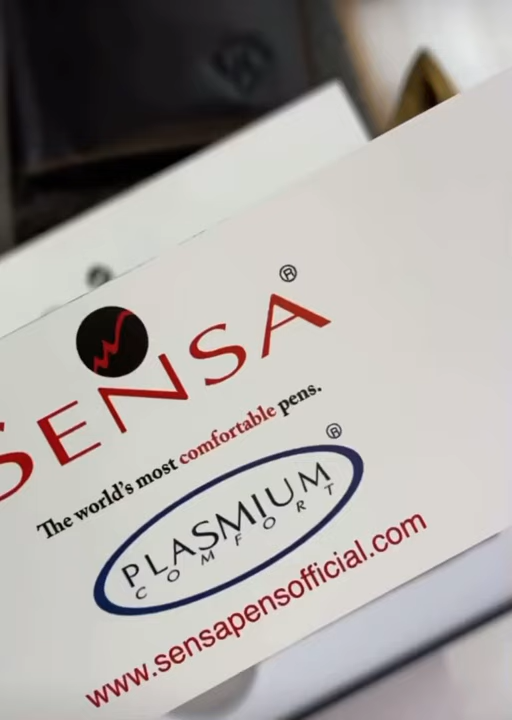 SENSA®
The world's most comfortable pens.
PLASMIUM®
COMFORT
www.sensapensofficial.com